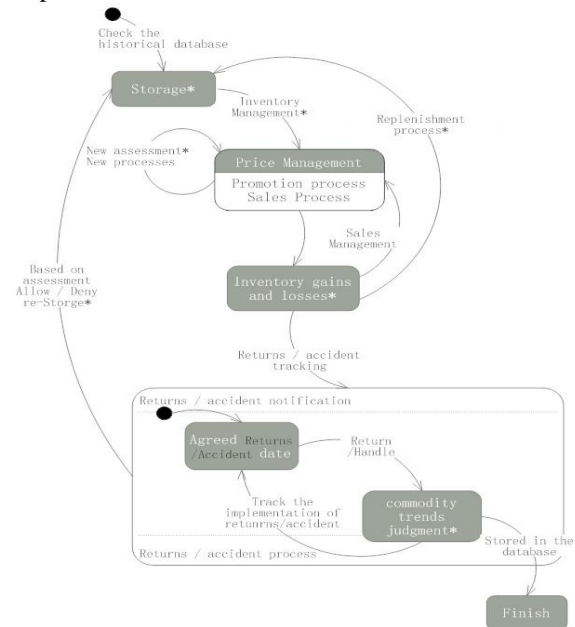 Check the
historical database
Storage*
Inventory
Management*
Replenishment
process*
New assessment*
New processes
Price Management
Promotion process
Sales Process
Sales
Management
Inventory gains
and losses*
Based on
assessment
Allow / Deny
re-Storge*
Returns / accident
tracking
Returns / accident notification
Agreed Returns
/Accident date
Return
/Handle
Track the
implementation of
retunrns/accident
commodity
trends
judgment*
Stored in the
database
Returns / accident process
Finish